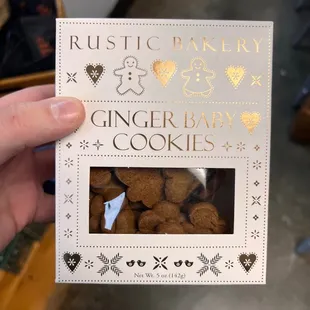 RUSTIC BAKERY
GINGER BABY
COOKIES
Net Wt. 5 oz (142g)